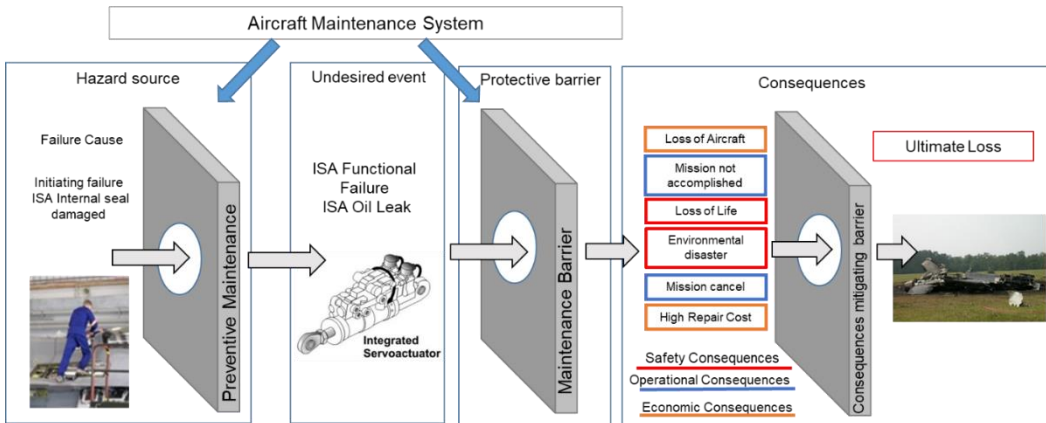 Aircraft Maintenance System
Hazard source
Failure Cause
Initiating failure
ISA Internal seal
damaged
Preventive Maintenance
Undesired event
ISA Functional
Failure
ISA Oil Leak
Integrated
Servoactuator
Protective barrier
Maintenance Barrier
Consequences
Loss of Aircraft
Mission not
accomplished
Loss of Life
Environmental
disaster
Mission cancel
High Repair Cost
Safety Consequences
Operational Consequences
Economic Consequences
Consequences mitigating barrier
Ultimate Loss